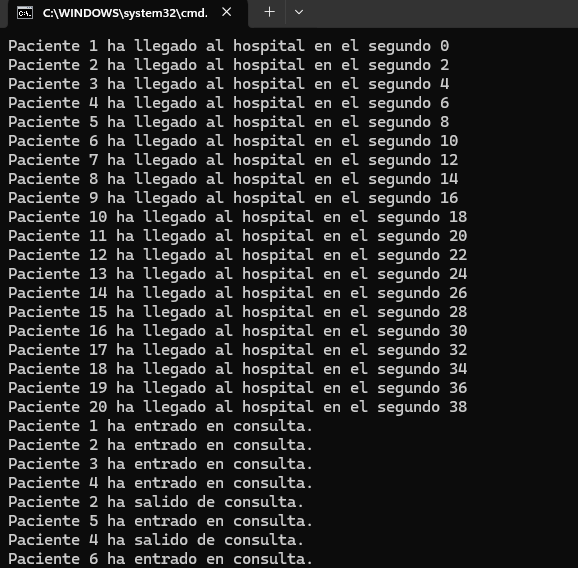 C:\WINDOWS\system32\cmd.
Paciente 1 ha llegado al hospital en el segundo 0
Paciente 2 ha llegado al hospital en el segundo 2
Paciente 3 ha llegado al hospital en el segundo 4
Paciente 4 ha llegado al hospital en el segundo 6
Paciente 5 ha llegado al hospital en el segundo 8
Paciente 6 ha llegado al hospital en el segundo 10
Paciente 7 ha llegado al hospital en el segundo 12
Paciente 8 ha llegado al hospital en el segundo 14
Paciente 9 ha llegado al hospital en el segundo 16
Paciente 10 ha llegado al hospital en el segundo 18
Paciente 11 ha llegado al hospital en el segundo 20
Paciente 12 ha llegado al hospital en el segundo 22
Paciente 13 ha llegado al hospital en el segundo 24
Paciente 14 ha llegado al hospital en el segundo 26
Paciente 15 ha llegado al hospital en el segundo 28
Paciente 16 ha llegado al hospital en el segundo 30
Paciente 17 ha llegado al hospital en el segundo 32
Paciente 18 ha llegado al hospital en el segundo 34
Paciente 19 ha llegado al hospital en el segundo 36
Paciente 20 ha llegado al hospital en el segundo 38
Paciente 1 ha entrado en consulta.
Paciente 2 ha entrado en consulta.
Paciente 3 ha entrado en consulta.
Paciente 4 ha entrado en consulta.
Paciente 2 ha salido de consulta.
Paciente 5 ha entrado en consulta.
Paciente 4 ha salido de consulta.
Paciente 6 ha entrado en consulta.